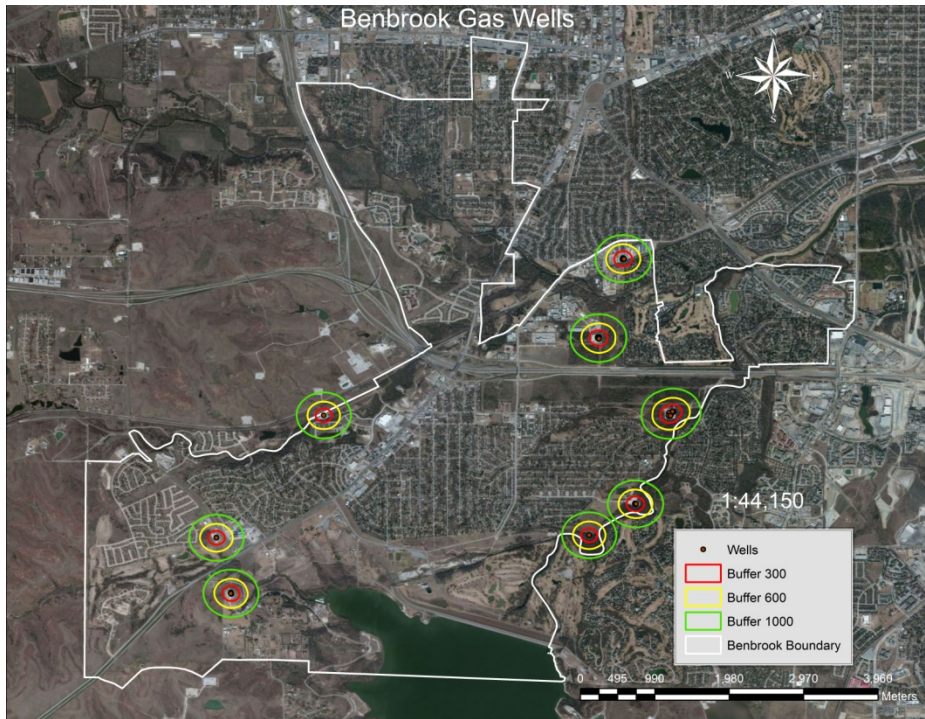 Benbrook Gas Wells
N
W
E
S
1:44,150
Wells
Buffer 300
Buffer 600
Buffer 1000
Benbrook Boundary
0 495 990 1,980 2,970 3,960
Meters